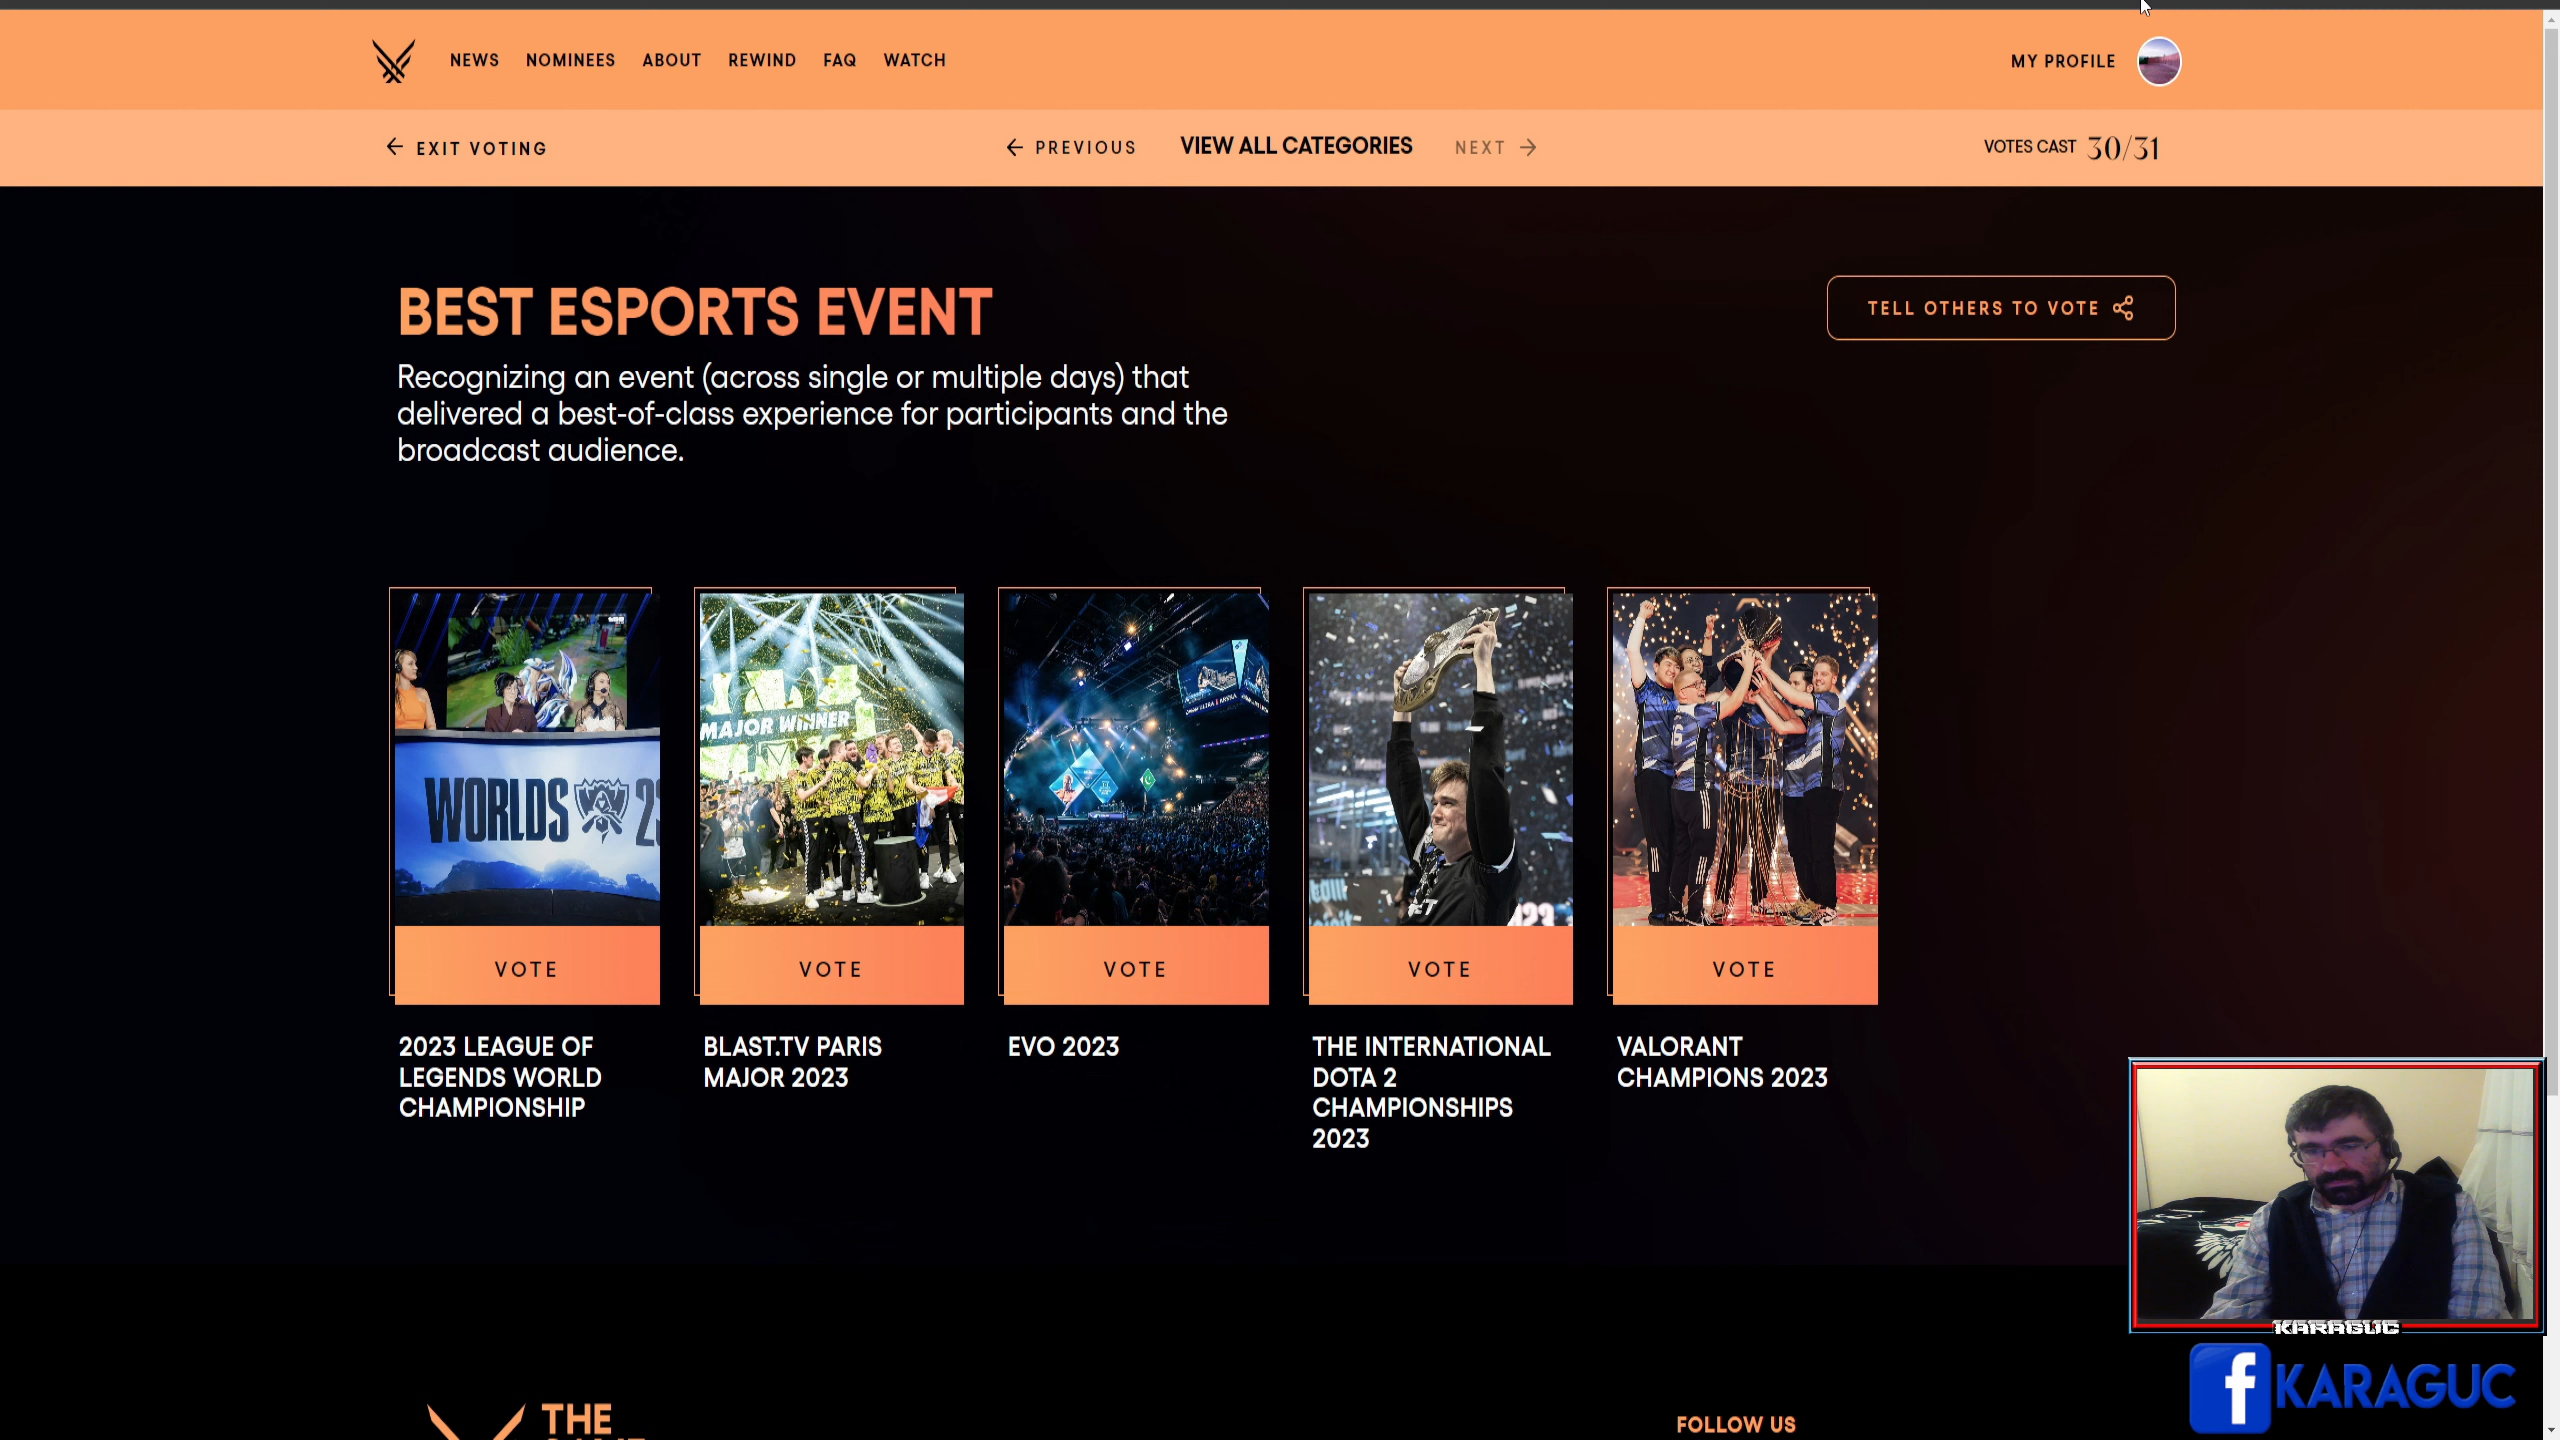 NEWS NOMINEES ABOUT REWIND FAQ WATCH
MY PROFILE
EXIT VOTING
PREVIOUS
VIEW ALL CATEGORIES
NEXT
VOTES CAST 30/31
BEST ESPORTS EVENT
TELL OTHERS TO VOTE
Recognizing an event (across single or multiple days) that
delivered a best-of-class experience for participants and the
broadcast audience.
WORLDS
MAJOR WINNER
VOTE
VOTE
VOTE
VOTE
VOTE
2023 LEAGUE OF
LEGENDS WORLD
CHAMPIONSHIP
BLAST.TV PARIS
MAJOR 2023
EVO 2023
THE INTERNATIONAL
DOTA 2
CHAMPIONSHIPS
2023
VALORANT
CHAMPIONS 2023
KARAGUC
f KARAGUC
THE
FOLLOW US